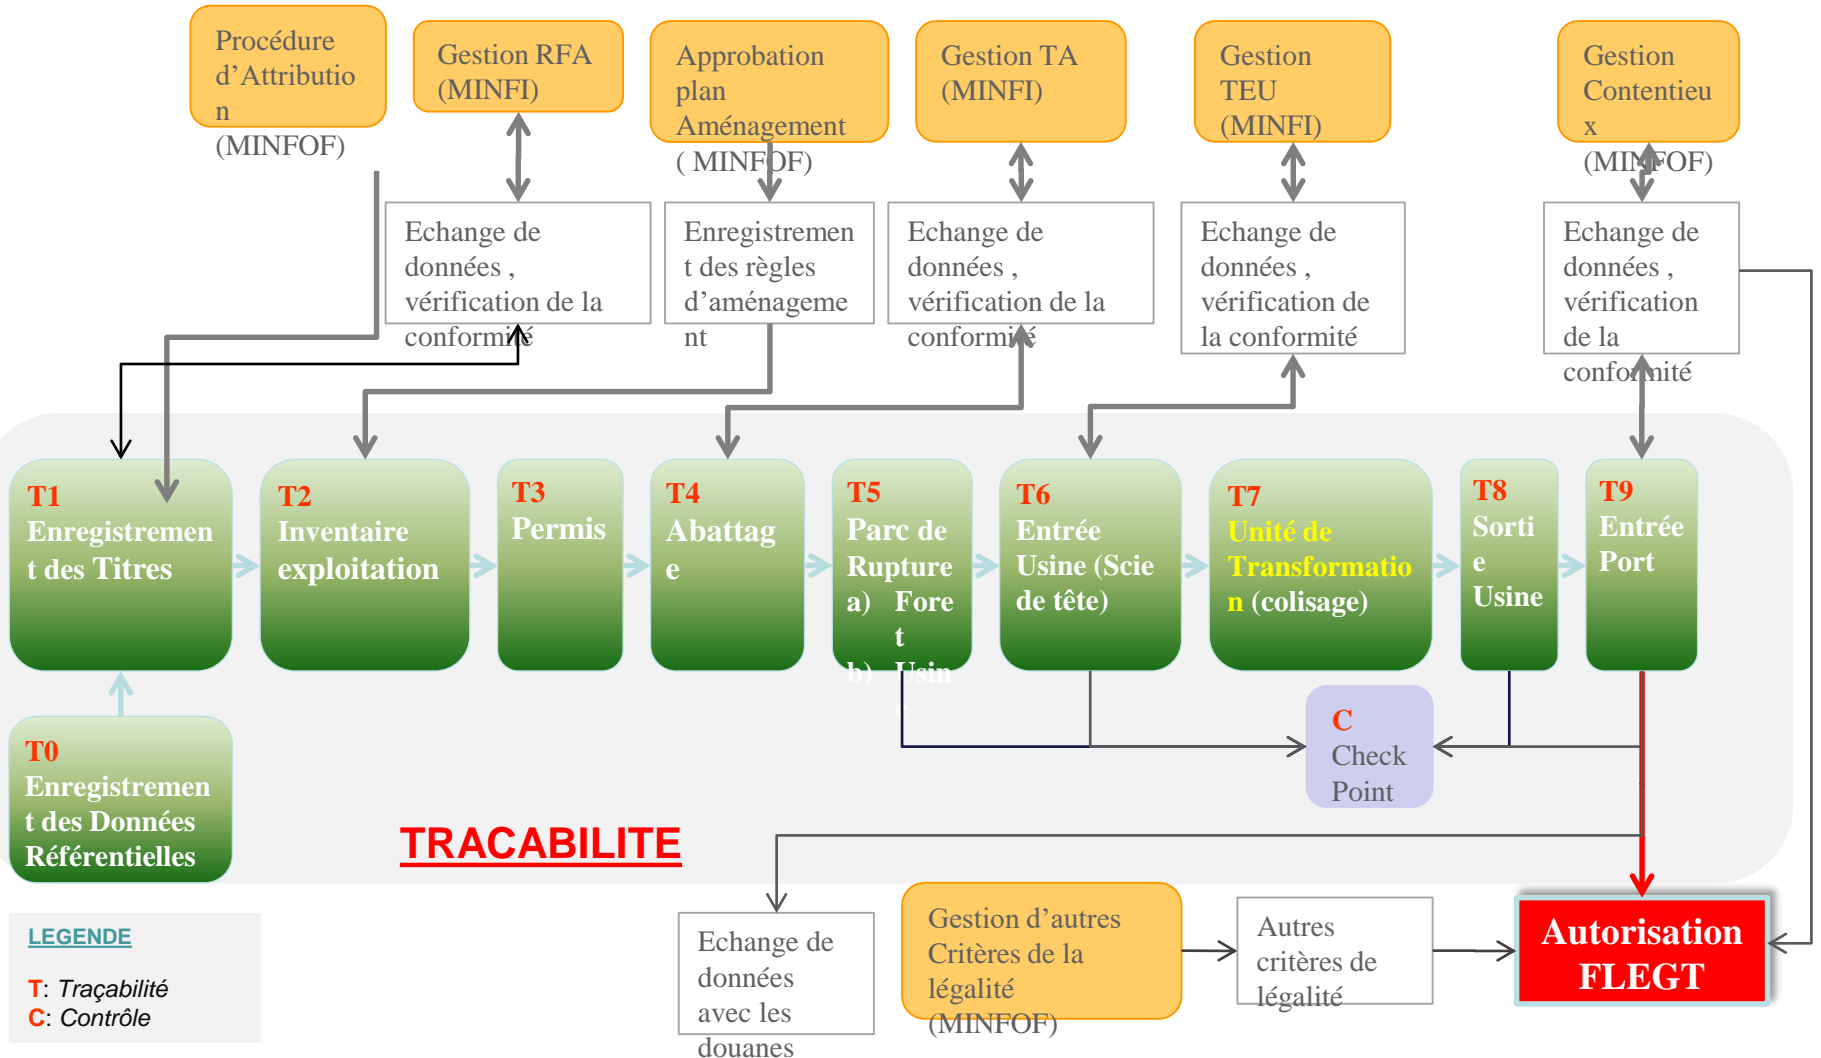 Procédure
d’Attributio
n
(MINFOF)
Gestion RFA
(MINFI)
Approbation
plan
Aménagement
( MINFOF)
Gestion TA
(MINFI)
Gestion
TEU
(MINFI)
Gestion
Contentieu
x
(MINFOF)
Echange de
données ,
vérification de la
conformité
Enregistremen
t des règles
d’aménageme
nt
Echange de
données ,
vérification de la
conformité
Echange de
données ,
vérification de
la conformité
Echange de
données ,
vérification
de la
conformité
T1
Enregistremen
t des Titres
T2
Inventaire
exploitation
T3
Permis
T4
Abattag
e
T5
Parc de
Rupture
a) Fore
t
b) Usin
e
T6
Entrée
Usine (Scie
de tête)
T7
Unité de
Transformatio
n (colisage)
T8
Sorti
e
Usine
T9
Entrée
Port
T0
Enregistremen
t des Données
Référentielles
C
Check
Point
TRACABILITE
LEGENDE
T: Traçabilité
C: Contrôle
Echange de
données
avec les
douanes
Gestion d’autres
Critères de la
légalité
(MINFOF)
Autres
critères de
légalité
Autorisation
FLEGT